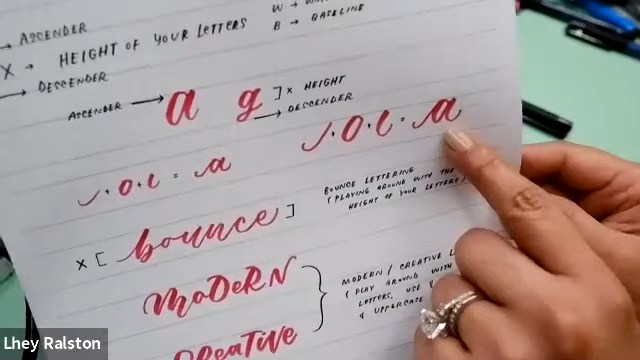 → ASCENDER
W →
X → HEIGHT OF YOUR LETTERS
B → BASELINE
→ DESCENDER
ASCENDER → a g ] X HEIGHT
→ DESCENDER
· o · l = a
· O · l = a
BOUNCE LETTERING
(PLAYING AROUND WITH THE
HEIGHT OF YOUR LETTERS)
X [ bounce ]
MODERN
MODERN / CREATIVE
(PLAY AROUND WITH
LETTERS, USE
& UPPERCASE
CREATIVE
Lhey Ralston